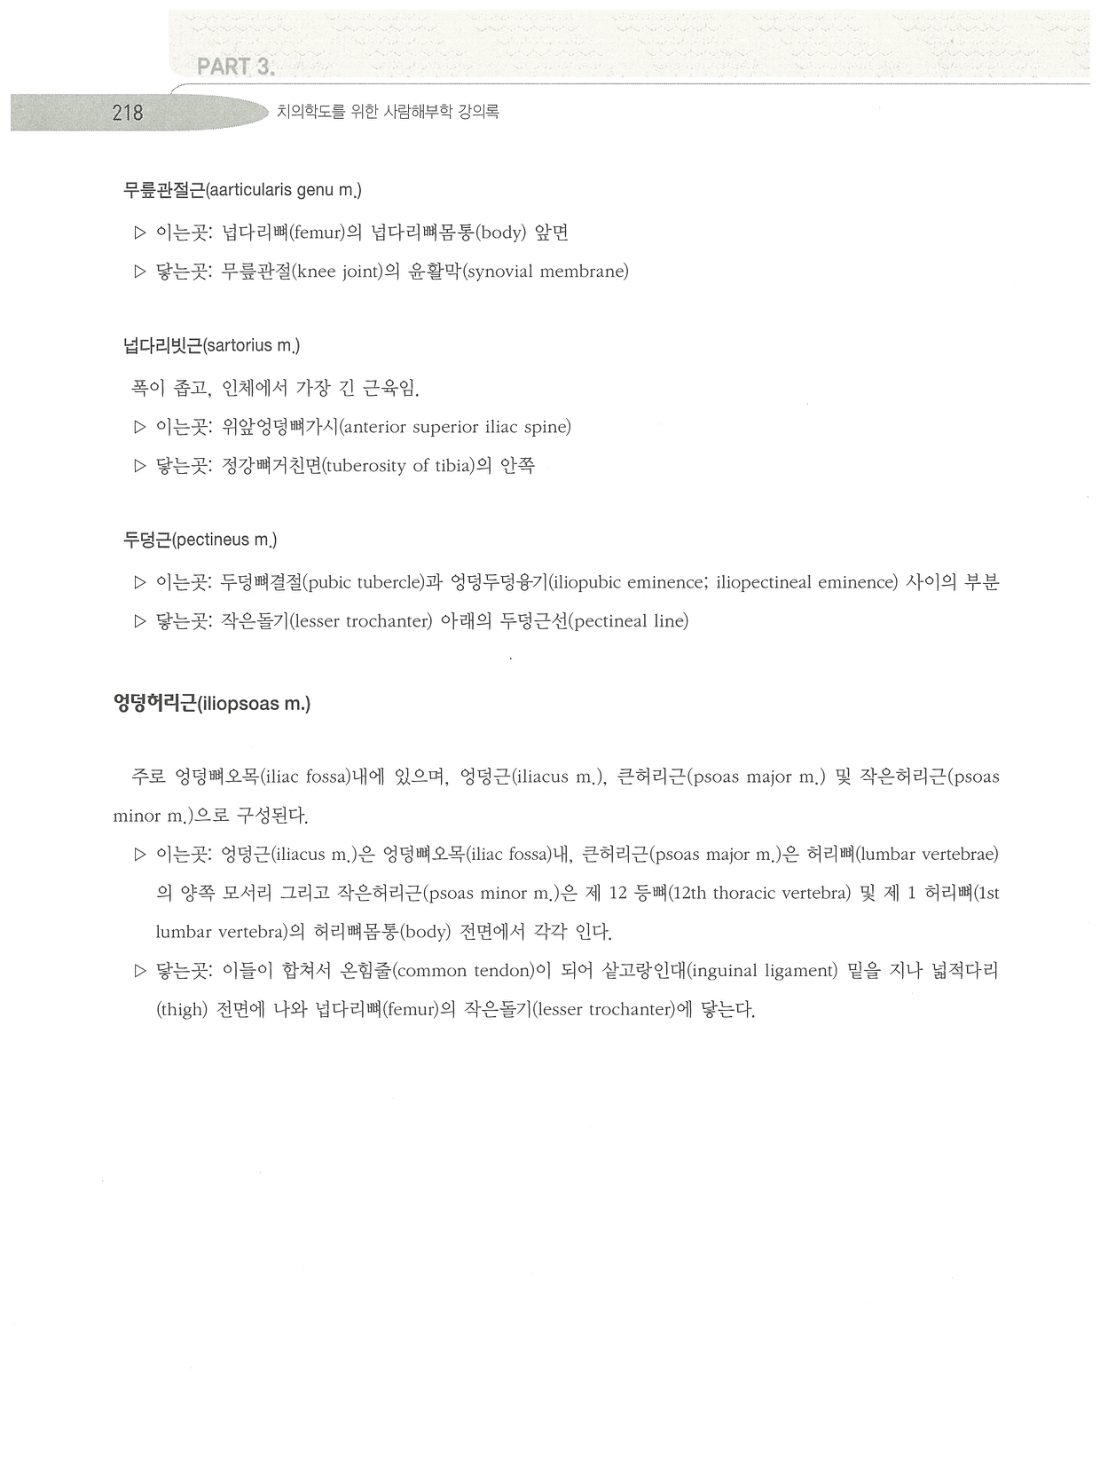 PART 3.
218 치의학도를 위한 사람해부학 강의록
무릎관절근(aarticularis genu m.)
▷ 이는곳: 넙다리뼈(femur)의 넙다리뼈몸통(body) 앞면
▷ 닿는곳: 무릎관절(knee joint)의 윤활막(synovial membrane)
넙다리빗근(sartorius m.)
폭이 좁고, 인체에서 가장 긴 근육임.
▷ 이는곳: 위앞엉덩뼈가시(anterior superior iliac spine)
▷ 닿는곳: 정강뼈거친면(tuberosity of tibia)의 안쪽
두덩근(pectineus m.)
▷ 이는곳: 두덩뼈결절(pubic tubercle)과 엉덩두덩융기(iliopubic eminence; iliopectineal eminence) 사이의 부분
▷ 닿는곳: 작은돌기(lesser trochanter) 아래의 두덩근선(pectineal line)
엉덩허리근(iliopsoas m.)
주로 엉덩뼈오목(iliac fossa)내에 있으며, 엉덩근(iliacus m.), 큰허리근(psoas major m.) 및 작은허리근(psoas
minor m.)으로 구성된다.
▷ 이는곳: 엉덩근(iliacus m.)은 엉덩뼈오목(iliac fossa)내, 큰허리근(psoas major m.)은 허리뼈(lumbar vertebrae)
의 양쪽 모서리 그리고 작은허리근(psoas minor m.)은 제 12 등뼈(12th thoracic vertebra) 및 제 1 허리뼈(1st
lumbar vertebra)의 허리뼈몸통(body) 전면에서 각각 인다.
▷ 닿는곳: 이들이 합쳐서 온힘줄(common tendon)이 되어 샅고랑인대(inguinal ligament) 밑을 지나 넓적다리
(thigh) 전면에 나와 넙다리뼈(femur)의 작은돌기(lesser trochanter)에 닿는다.